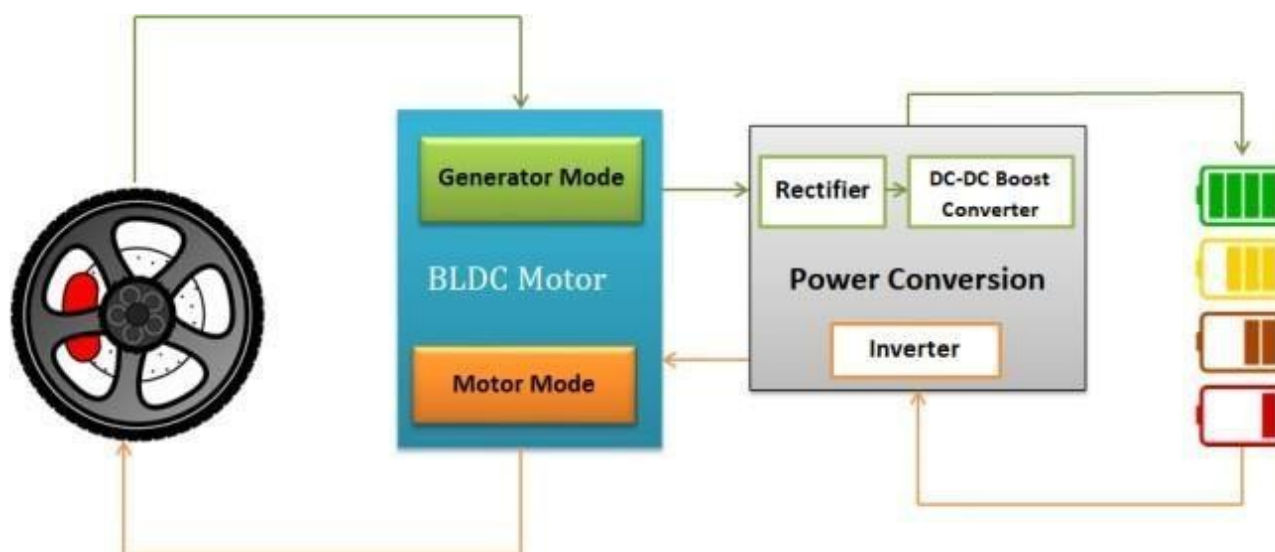 Generator Mode
BLDC Motor
Motor Mode
Rectifier
DC-DC Boost
Converter
Power Conversion
Inverter